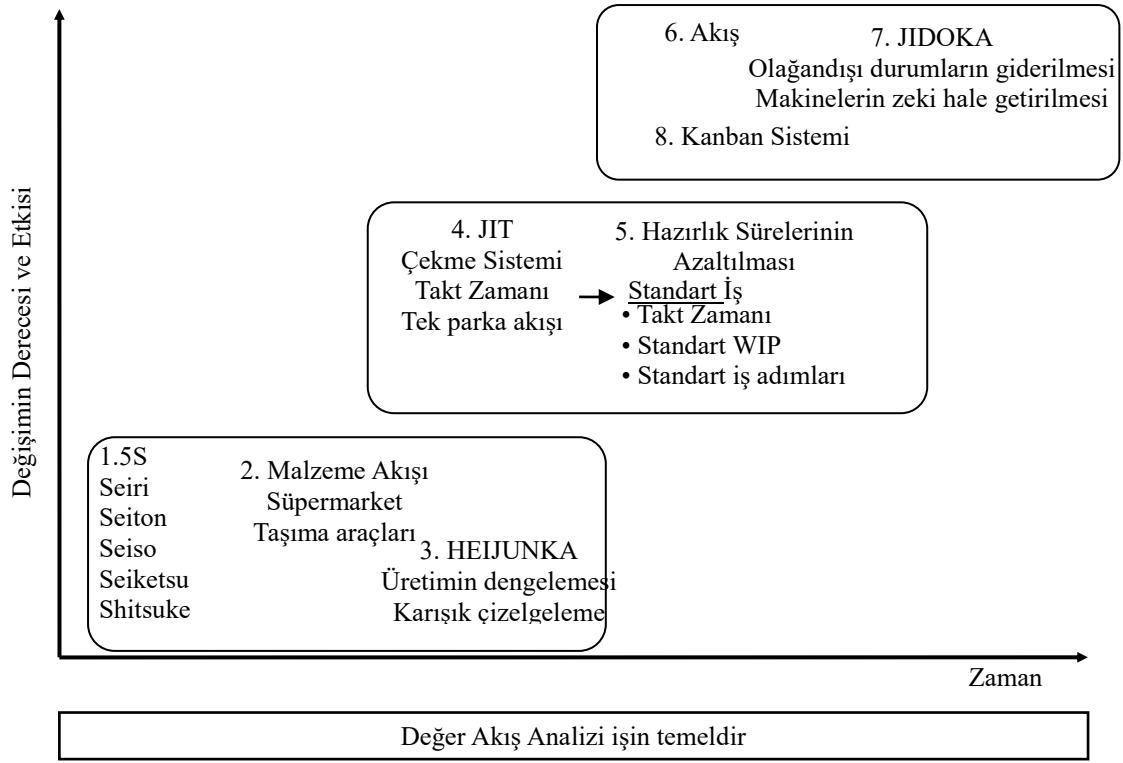 Değişimin Derecesi ve Etkisi
6. Akış
7. JIDOKA
Olağandışı durumların giderilmesi
Makinelerin zeki hale getirilmesi
8. Kanban Sistemi
4. JIT
Çekme Sistemi
Takt Zamanı
Tek parka akışı
5. Hazırlık Sürelerinin
Azaltılması
Standart İş
• Takt Zamanı
• Standart WIP
• Standart iş adımları
1.5S
Seiri
Seiton
Seiso
Seiketsu
Shitsuke
2. Malzeme Akışı
Süpermarket
Taşıma araçları
3. HEIJUNKA
Üretimin dengelemesi
Karışık çizelgeleme
Zaman
Değer Akış Analizi işin temeldir